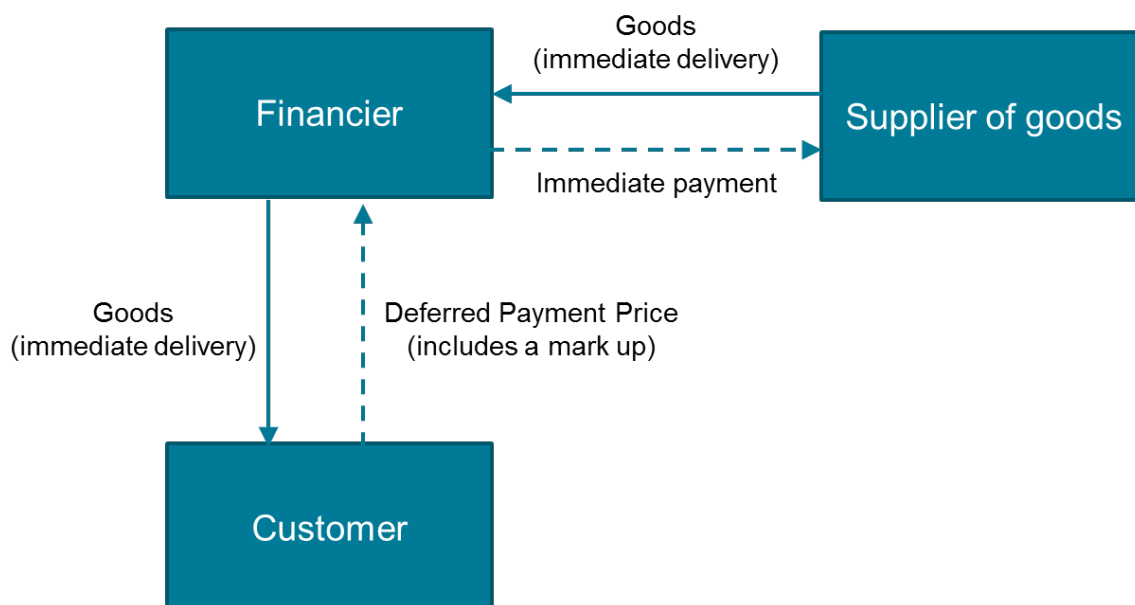 Goods
(immediate delivery)
Financier
Supplier of goods
Immediate payment
Goods
(immediate delivery)
Deferred Payment Price
(includes a mark up)
Customer